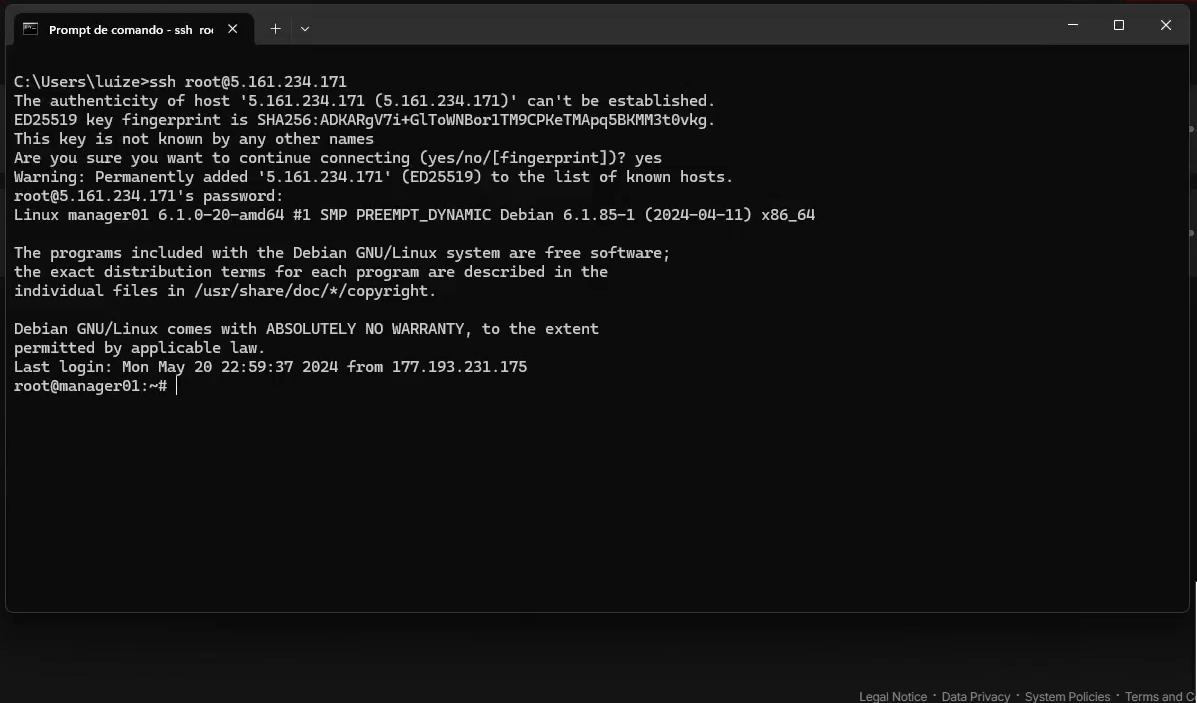 Prompt de comando - ssh  ro
C:\Users\luize>ssh root@5.161.234.171
The authenticity of host '5.161.234.171 (5.161.234.171)' can't be established.
ED25519 key fingerprint is SHA256:ADKARgV7i+GlToWNBor1TM9CPKeTMApq5BKMM3t0vkg.
This key is not known by any other names
Are you sure you want to continue connecting (yes/no/[fingerprint])? yes
Warning: Permanently added '5.161.234.171' (ED25519) to the list of known hosts.
root@5.161.234.171's password:
Linux manager01 6.1.0-20-amd64 #1 SMP PREEMPT_DYNAMIC Debian 6.1.85-1 (2024-04-11) x86_64
The programs included with the Debian GNU/Linux system are free software;
the exact distribution terms for each program are described in the
individual files in /usr/share/doc/*/copyright.
Debian GNU/Linux comes with ABSOLUTELY NO WARRANTY, to the extent
permitted by applicable law.
Last login: Mon May 20 22:59:37 2024 from 177.193.231.175
root@manager01:~#
Legal Notice · Data Privacy · System Policies · Terms and C